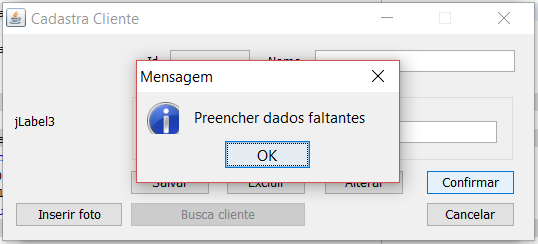 Cadastra Cliente
Id
Nome
Mensagem
Preencher dados faltantes
OK
jLabel3
Salvar Excluir Alterar Confirmar
Inserir foto Busca cliente Cancelar